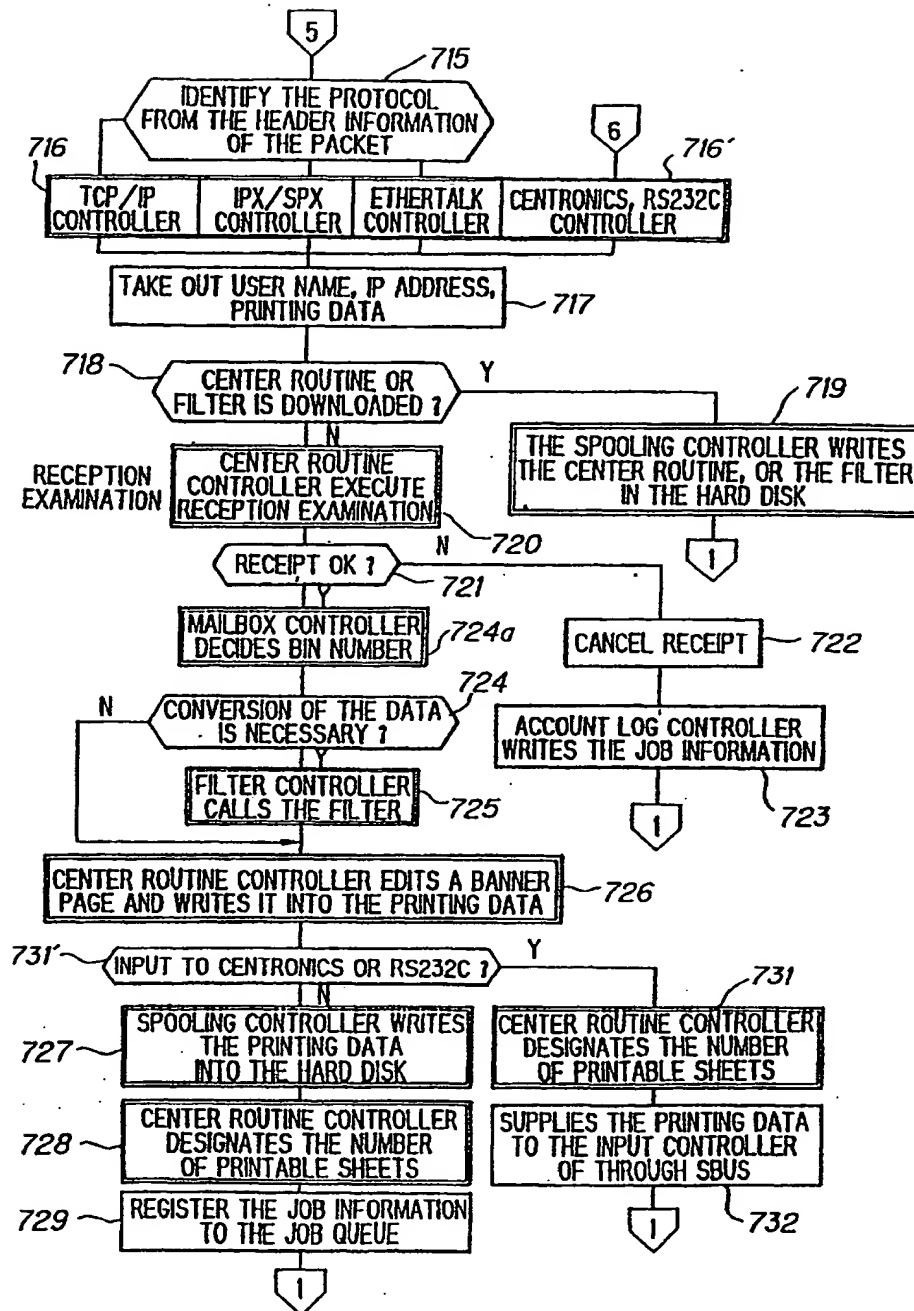 5
715
IDENTIFY THE PROTOCOL
FROM THE HEADER INFORMATION
OF THE PACKET
6
716
716'
TCP/IP
CONTROLLER
IPX/SPX
CONTROLLER
ETHERTALK
CONTROLLER
CENTRONICS, RS232C
CONTROLLER
TAKE OUT USER NAME, IP ADDRESS,
PRINTING DATA
717
718
CENTER ROUTINE OR
FILTER IS DOWNLOADED ?
Y
N
719
THE SPOOLING CONTROLLER WRITES
THE CENTER ROUTINE, OR THE FILTER
IN THE HARD DISK
1
RECEPTION
EXAMINATION
CENTER ROUTINE
CONTROLLER EXECUTE
RECEPTION EXAMINATION
720
RECEIPT OK ?
N
721
Y
MAILBOX CONTROLLER
DECIDES BIN NUMBER
724a
CANCEL RECEIPT
722
724
N
CONVERSION OF THE DATA
IS NECESSARY ?
Y
ACCOUNT LOG CONTROLLER
WRITES THE JOB INFORMATION
723
1
FILTER CONTROLLER
CALLS THE FILTER
725
CENTER ROUTINE CONTROLLER EDITS A BANNER
PAGE AND WRITES IT INTO THE PRINTING DATA
726
731'
INPUT TO CENTRONICS OR RS232C ?
Y
N
727
SPOOLING CONTROLLER WRITES
THE PRINTING DATA
INTO THE HARD DISK
731
CENTER ROUTINE CONTROLLER
DESIGNATES THE NUMBER
OF PRINTABLE SHEETS
728
CENTER ROUTINE CONTROLLER
DESIGNATES THE NUMBER
OF PRINTABLE SHEETS
SUPPLIES THE PRINTING DATA
TO THE INPUT CONTROLLER
OF THROUGH SBUS
732
1
729
REGISTER THE JOB INFORMATION
TO THE JOB QUEUE
1